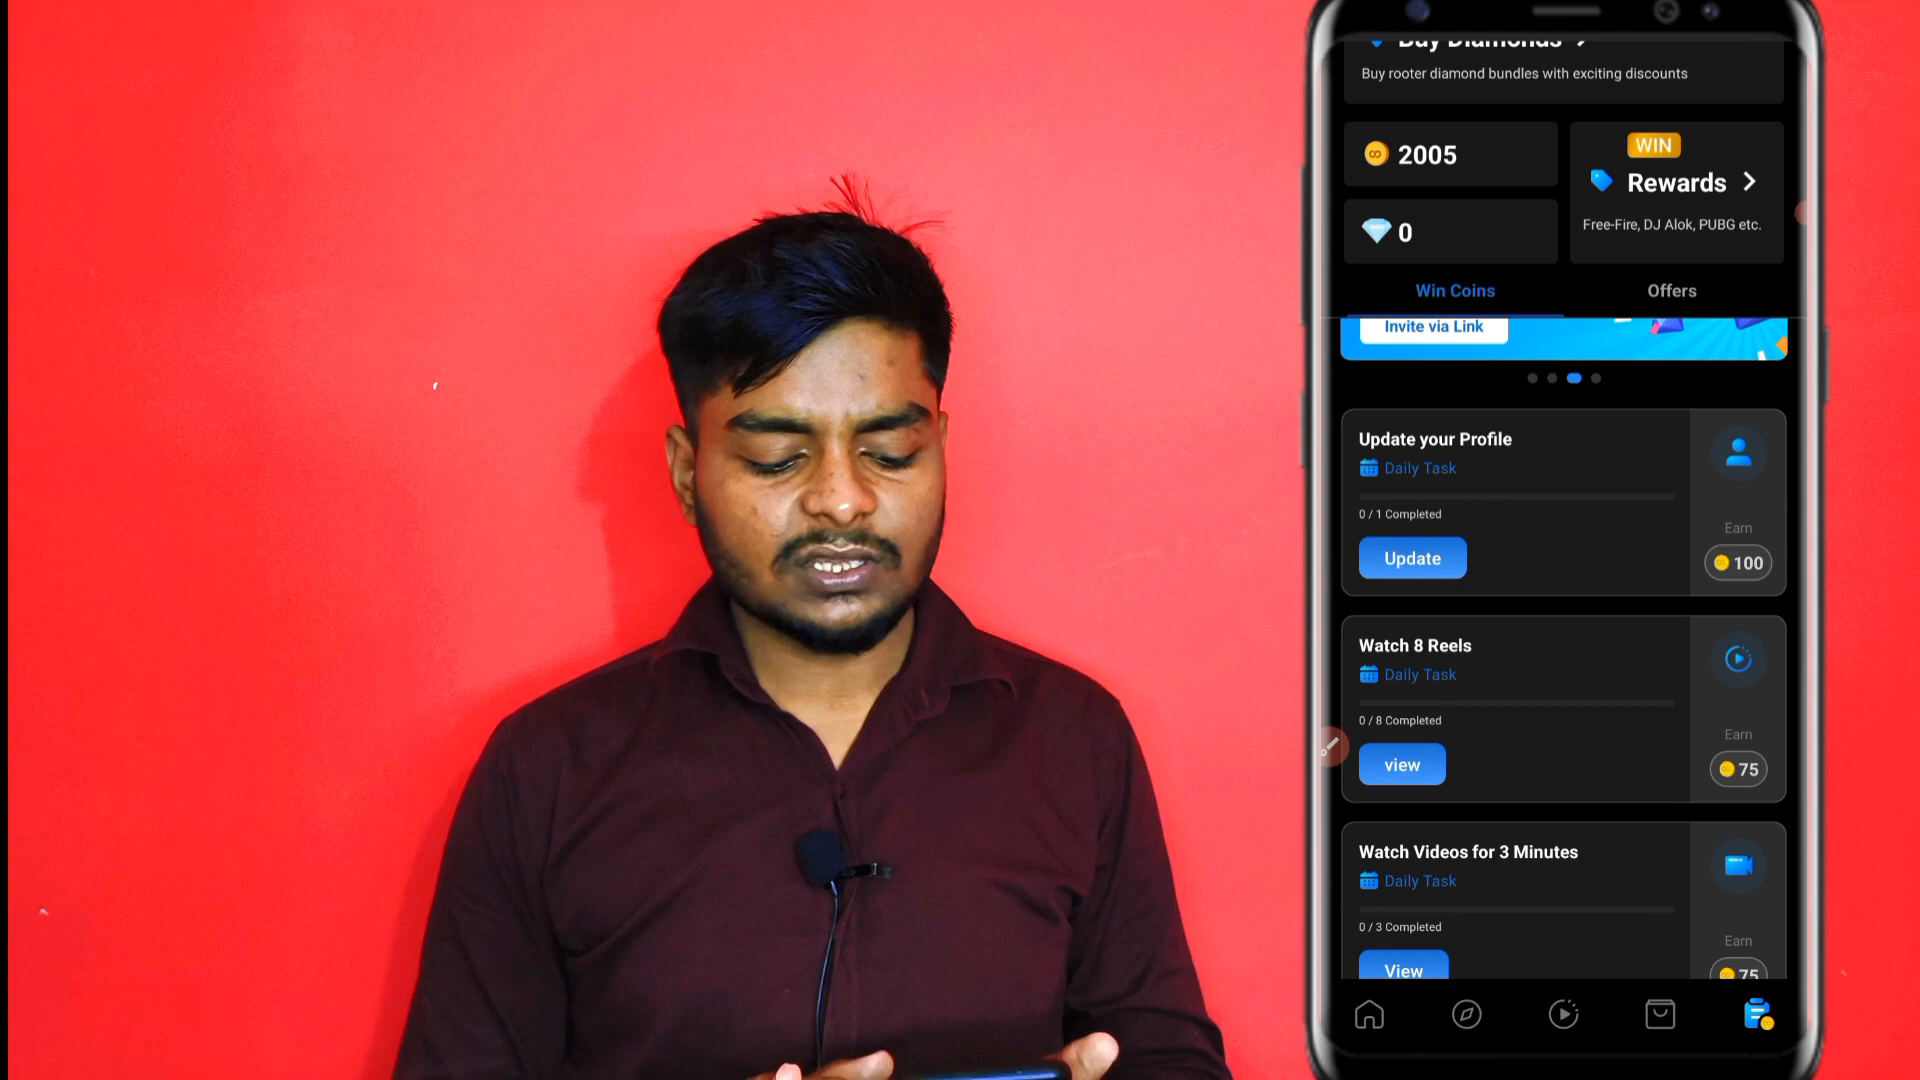 Buy Diamonds
Buy rooter diamond bundles with exciting discounts
2005
0
WIN
Rewards
Free-Fire, DJ Alok, PUBG etc.
Win Coins
Offers
Invite via Link
Update your Profile
Daily Task
0 / 1 Completed
Update
Earn
100
Watch 8 Reels
Daily Task
0 / 8 Completed
view
Earn
75
Watch Videos for 3 Minutes
Daily Task
0 / 3 Completed
View
Earn
75